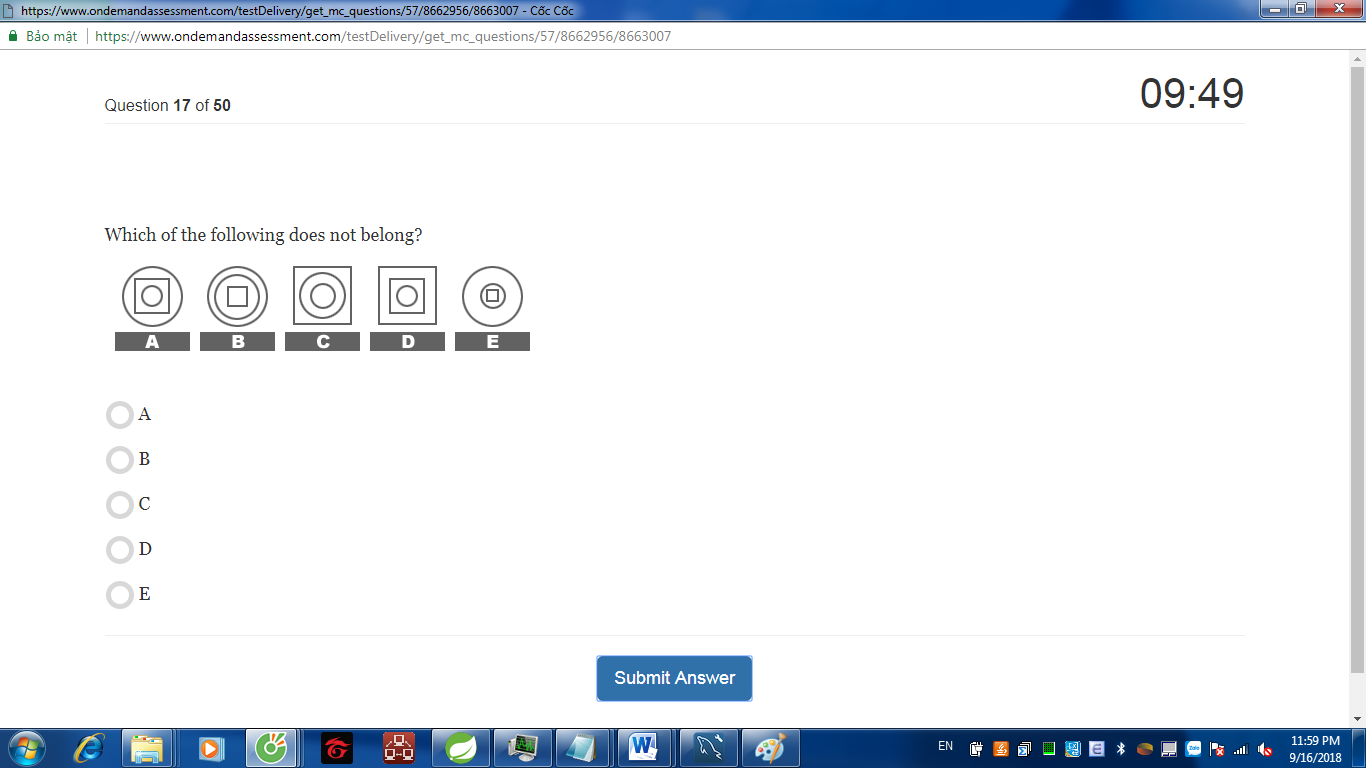 https://www.ondemandassessment.com/testDelivery/get_mc_questions/57/8662956/8663007 - Cốc Cốc
Bảo mật https://www.ondemandassessment.com/testDelivery/get_mc_questions/57/8662956/8663007
09:49
Question 17 of 50
Which of the following does not belong?
A B C D E
A
B
C
D
E
Submit Answer
EN
11:59 PM
9/16/2018